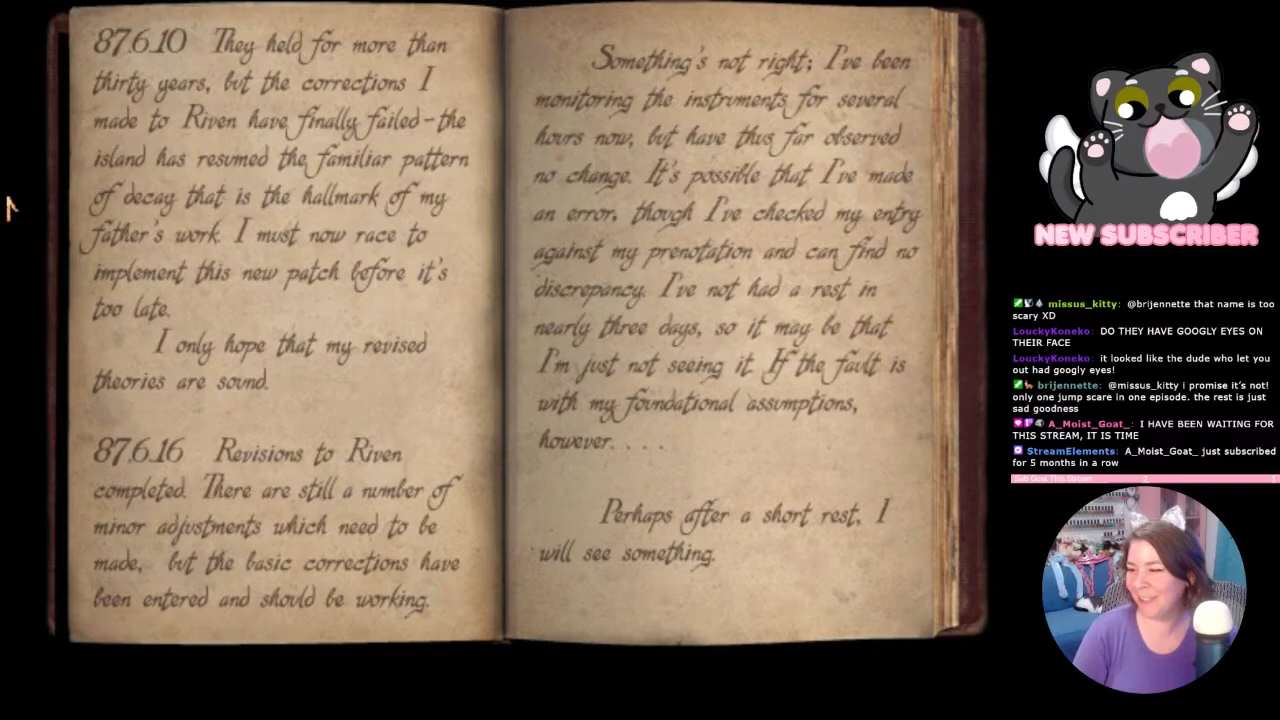 87.6.10 They held for more than
thirty years, but the corrections I
made to Riven have finally failed-the
island has resumed the familiar pattern
of decay that is the hallmark of my
father's work. I must now race to
implement this new patch before it's
too late.
I only hope that my revised
theories are sound.
87.6.16 Revisions to Riven
completed. There are still a number of
minor adjustments which need to be
made, but the basic corrections have
been entered and should be working.
Something's not right; I've been
monitoring the instruments for several
hours now, but have thus far observed
no change. It's possible that I've made
an error, though I've checked my entry
against my prenotation and can find no
discrepancy. I've not had a rest in
nearly three days, so it may be that
I'm just not seeing it. If the fault is
with my foundational assumptions,
however. . . .
Perhaps after a short rest, I
will see something.
NEW SUBSCRIBER
missus_kitty: @brijennette that name is too
scary XD
LouckyKoneko: DO THEY HAVE GOOGLY EYES ON
THEIR FACE
LouckyKoneko: it looked like the dude who let you
out had googly eyes!
brijennette: @missus_kitty i promise it's not!
only one jump scare in one episode. the rest is just
sad goodness
A_Moist_Goat_: I HAVE BEEN WAITING FOR
THIS STREAM, IT IS TIME
StreamElements: A_Moist_Goat_ just subscribed
for 5 months in a row
Sub Goal This Stream